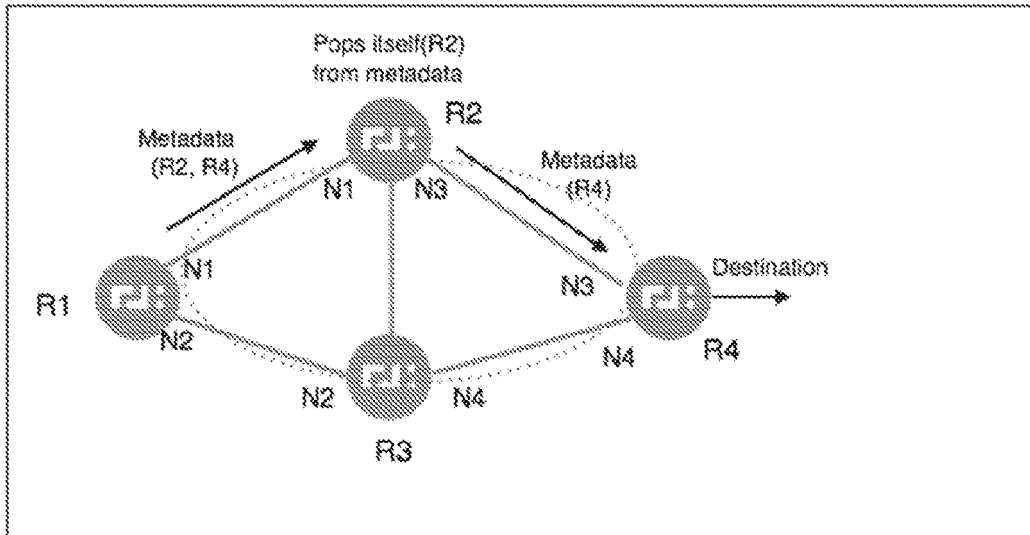 Pops itself(R2)
from metadata
R2
Metadata
(R2, R4)
Metadata
(R4)
N1
N3
N1
N3
Destination
R1
N2
N4
R4
N2
N4
R3